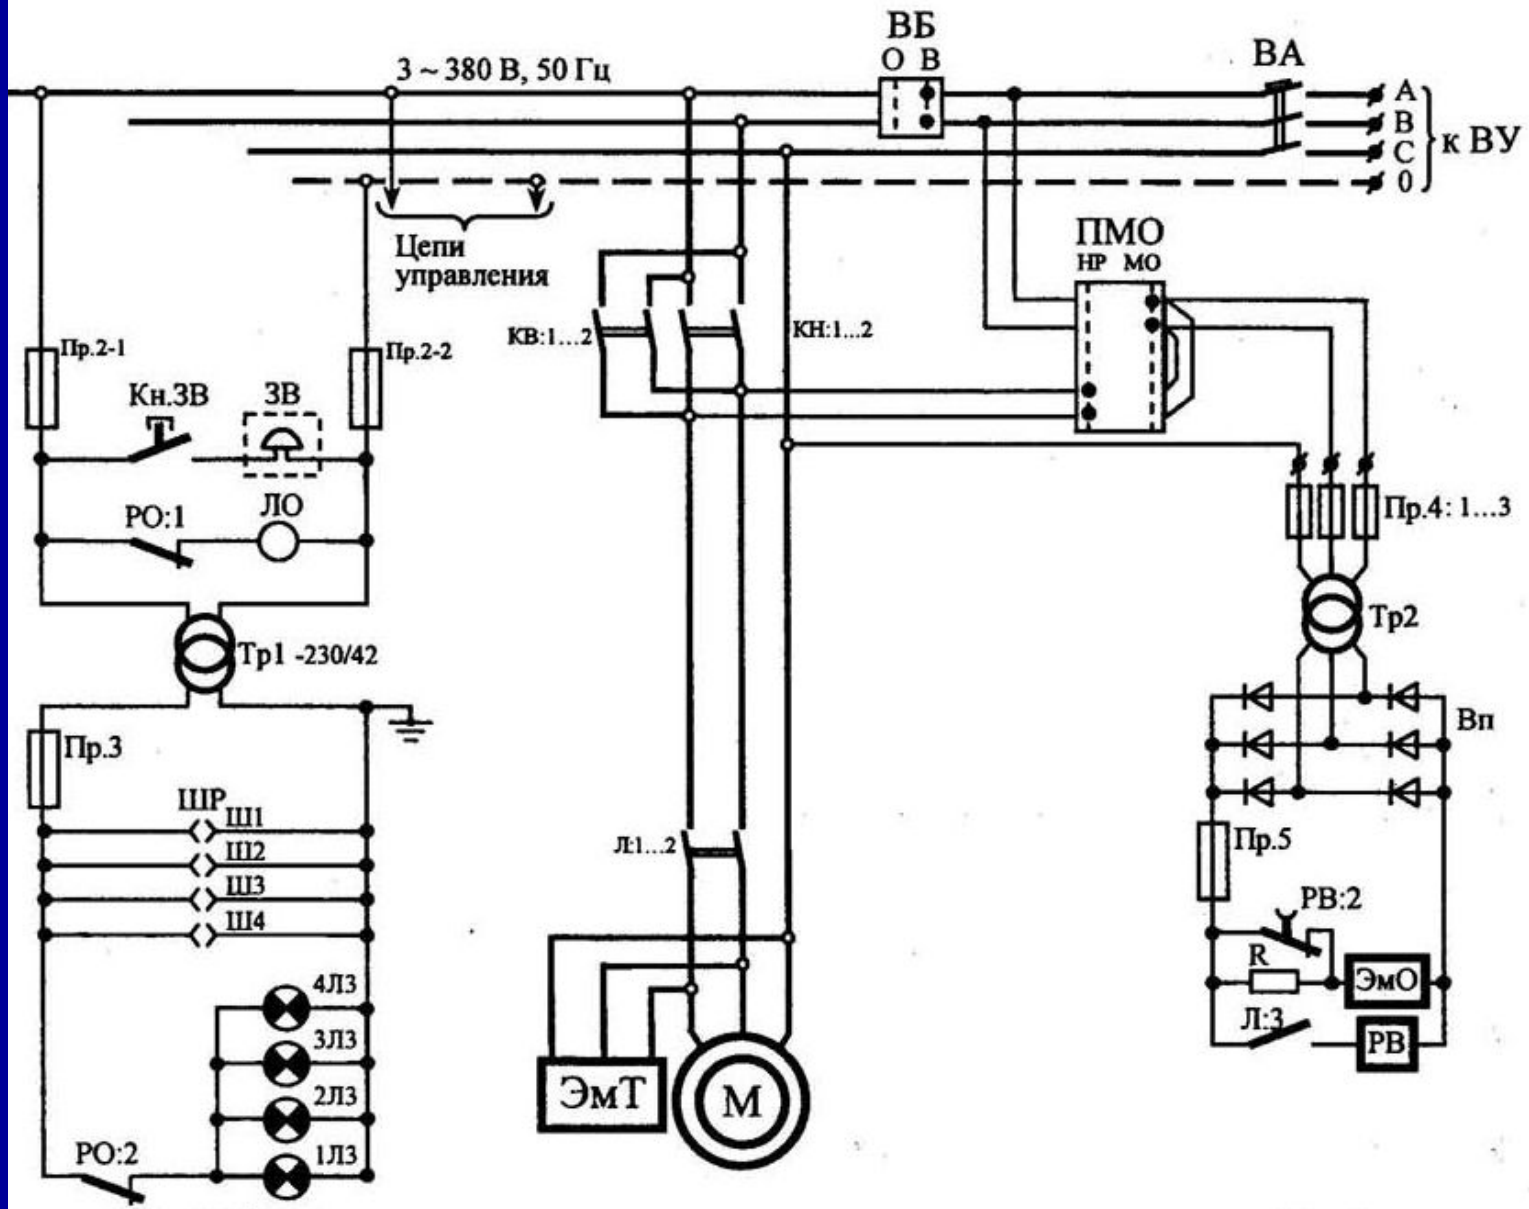 ВБ
О В
ВА
3 ~ 380 В, 50 Гц
A
B
C
0
к ВУ
Цепи
управления
ПМО
НР МО
КВ:1...2
КН:1...2
Пр.2-1
Пр.2-2
Кн.ЗВ
ЗВ
РО:1
ЛО
Пр.4: 1...3
Тр1 -230/42
Тр2
Пр.3
Вп
ШР
Ш1
Ш2
Ш3
Ш4
Л:1...2
Пр.5
РВ:2
R
ЭмО
Л:3
РВ
4ЛЗ
3ЛЗ
2ЛЗ
1ЛЗ
РО:2
ЭмТ
М